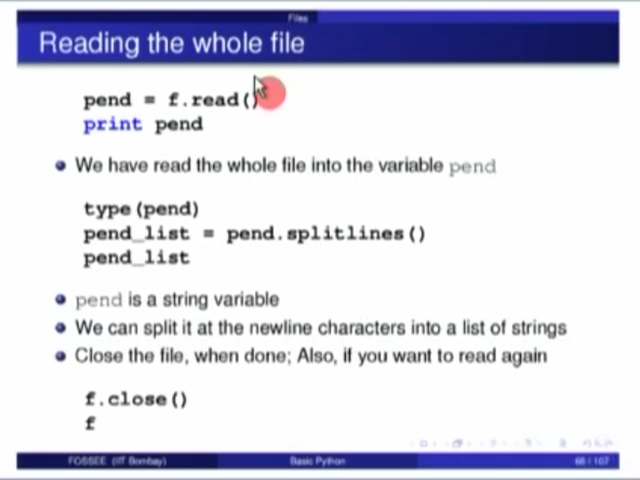 Files
Reading the whole file
pend = f.read()
print pend
We have read the whole file into the variable pend
type(pend)
pend_list = pend.splitlines()
pend_list
pend is a string variable
We can split it at the newline characters into a list of strings
Close the file, when done; Also, if you want to read again
f.close()
f
FOSSEE (IIT Bombay) Basic Python 68 / 107